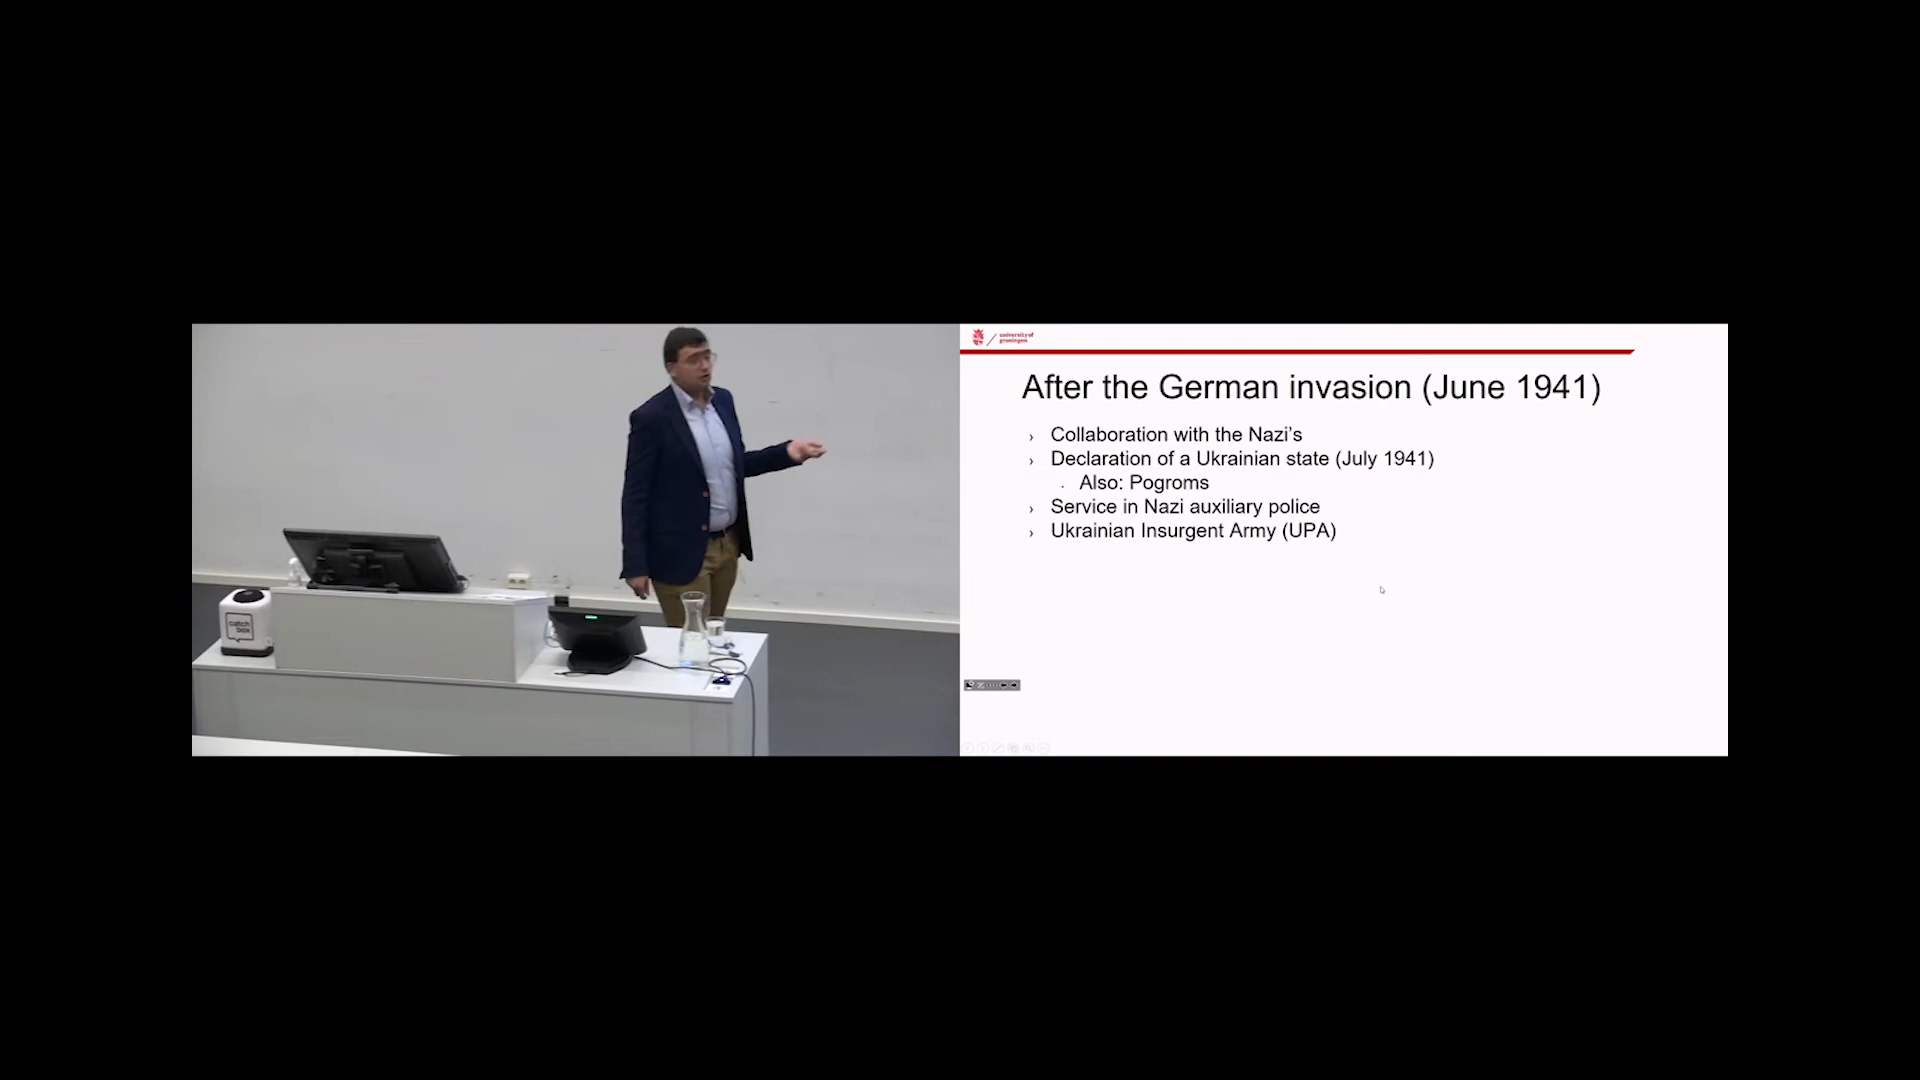 catch
box
university of
groningen
After the German invasion (June 1941)
› Collaboration with the Nazi’s
› Declaration of a Ukrainian state (July 1941)
. Also: Pogroms
› Service in Nazi auxiliary police
› Ukrainian Insurgent Army (UPA)